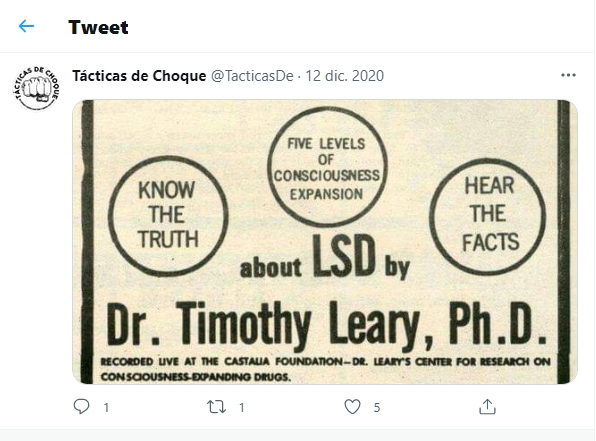 Tweet
TÁCTICAS DE CHOQUE
Tácticas de Choque @TacticasDe · 12 dic. 2020
KNOW
THE
TRUTH
FIVE LEVELS
OF
CONSCIOUSNESS
EXPANSION
HEAR
THE
FACTS
about LSD by
Dr. Timothy Leary, Ph.D.
RECORDED LIVE AT THE CASTALIA FOUNDATION—DR. LEARY'S CENTER FOR RESEARCH ON
CONSCIOUSNESS-EXPANDING DRUGS.
1 1 5